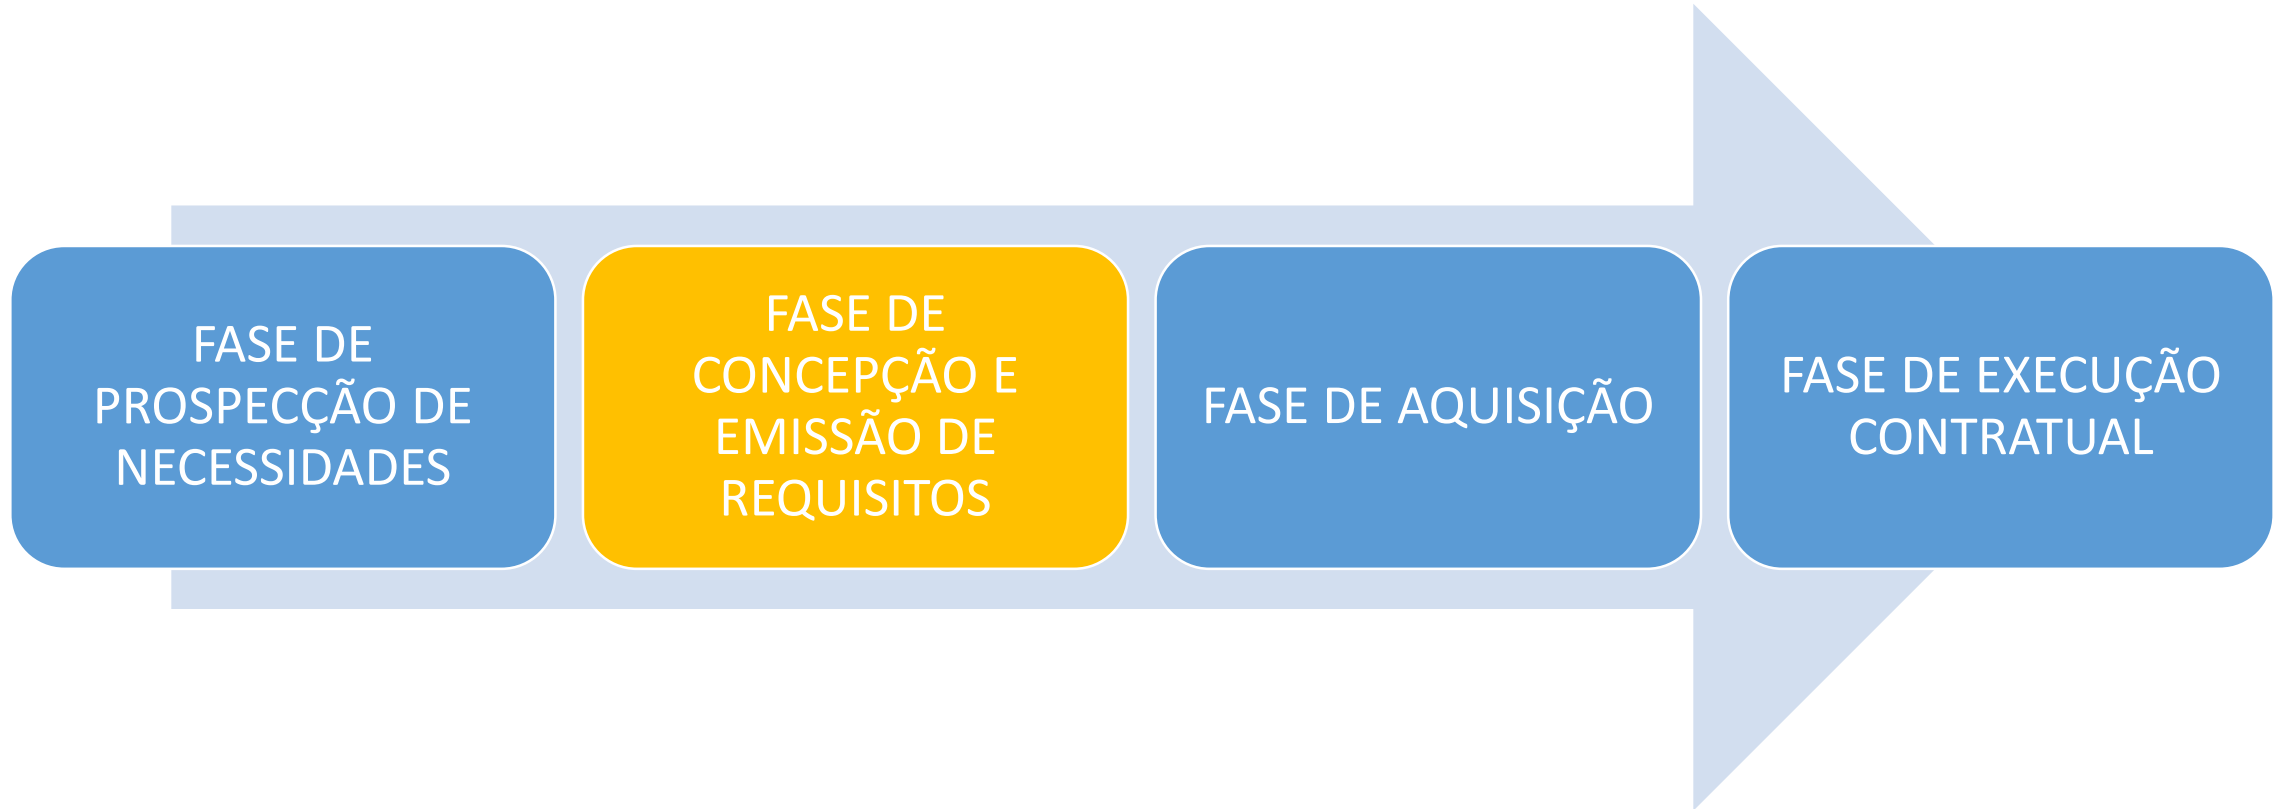 FASE DE
PROSPECÇÃO DE
NECESSIDADES
FASE DE
CONCEPÇÃO E
EMISSÃO DE
REQUISITOS
FASE DE AQUISIÇÃO
FASE DE EXECUÇÃO
CONTRATUAL